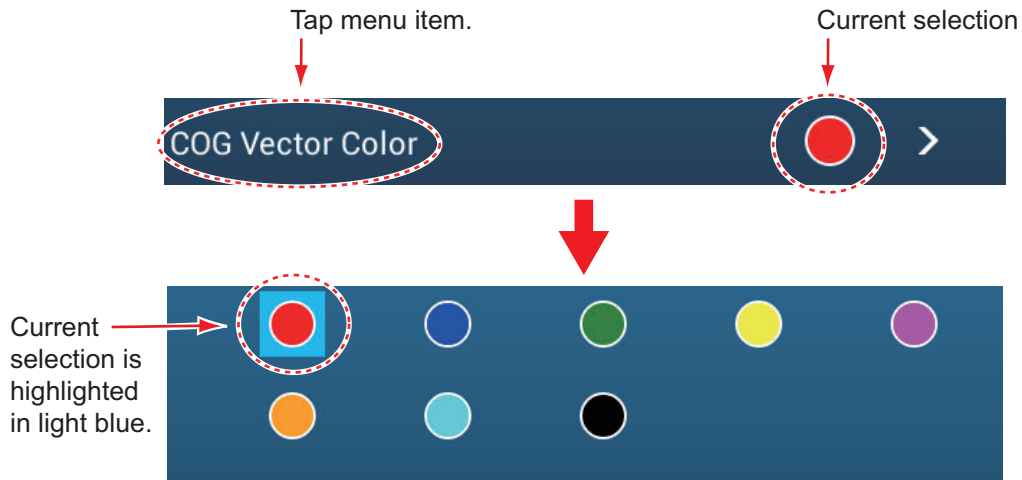 Tap menu item.
Current selection
COG Vector Color
Current
selection is
highlighted
in light blue.